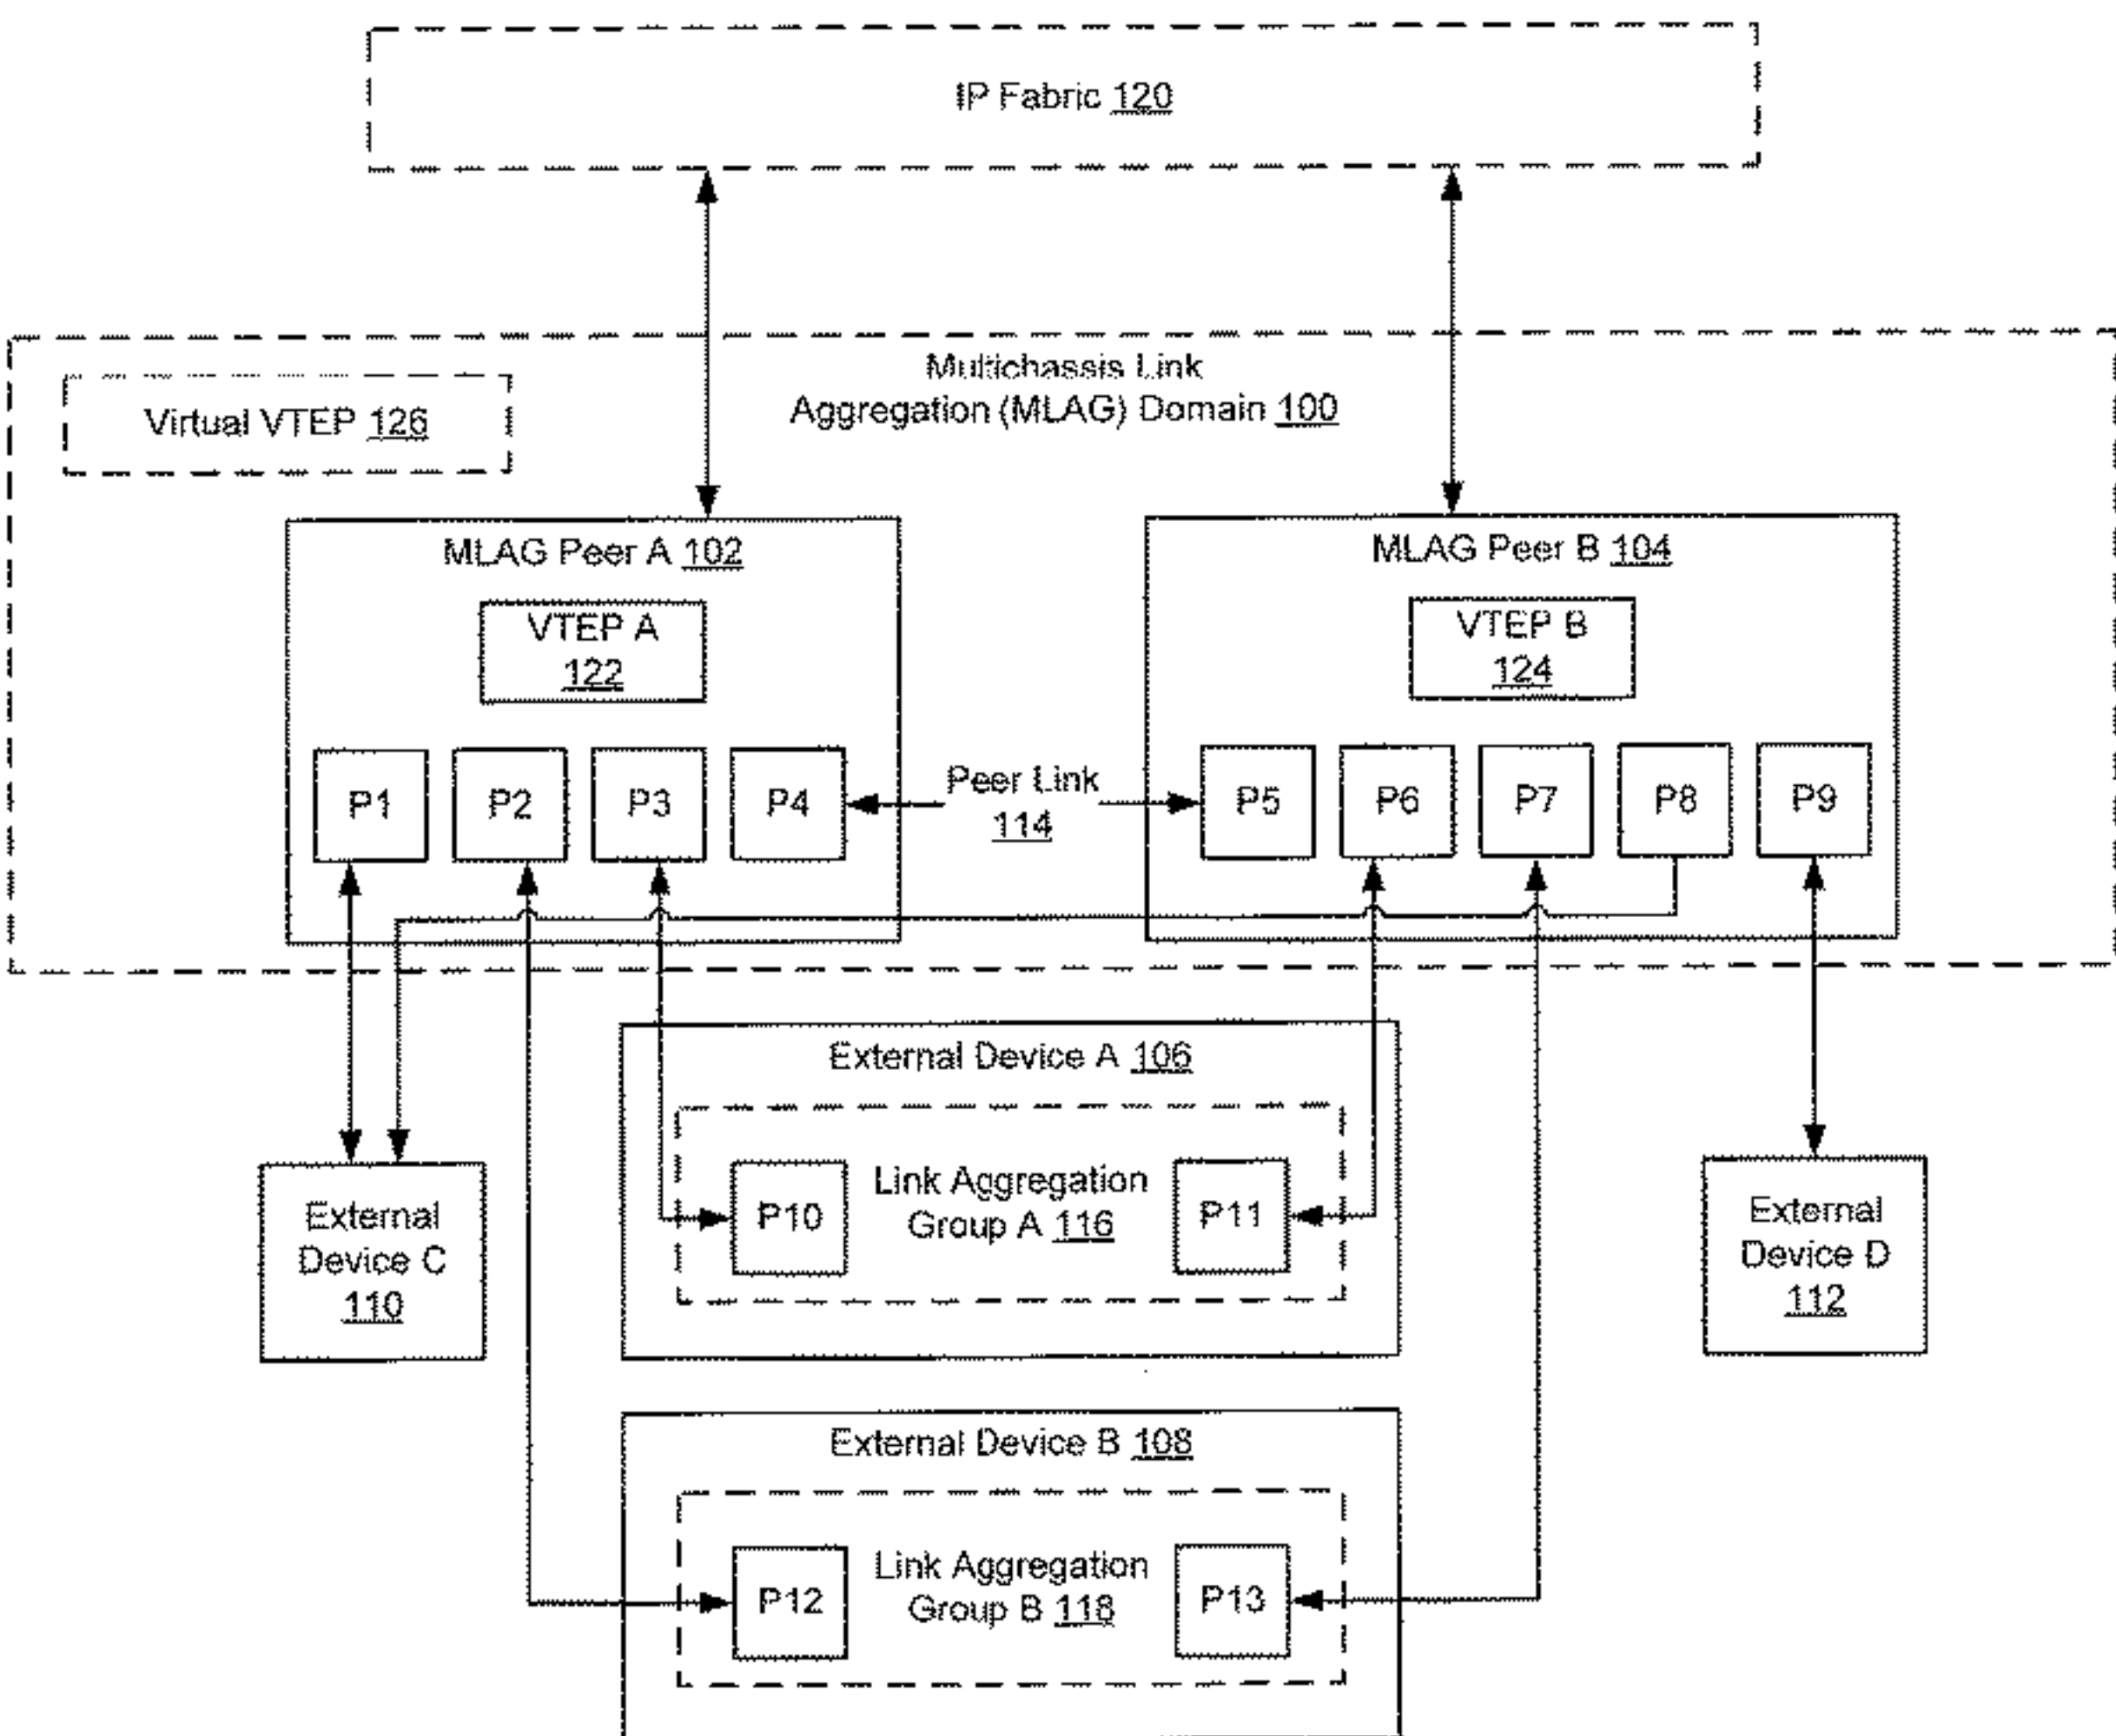 IP Fabric 120
Multichassis Link
Aggregation (MLAG) Domain 100
Virtual VTEP 126
MLAG Peer A 102
VTEP A
122
P1
P2
P3
P4
Peer Link
114
MLAG Peer B 104
VTEP B
124
P5
P6
P7
P8
P9
External Device A 106
P10
Link Aggregation
Group A 116
P11
External
Device C
110
External
Device D
112
External Device B 108
P12
Link Aggregation
Group B 118
P13